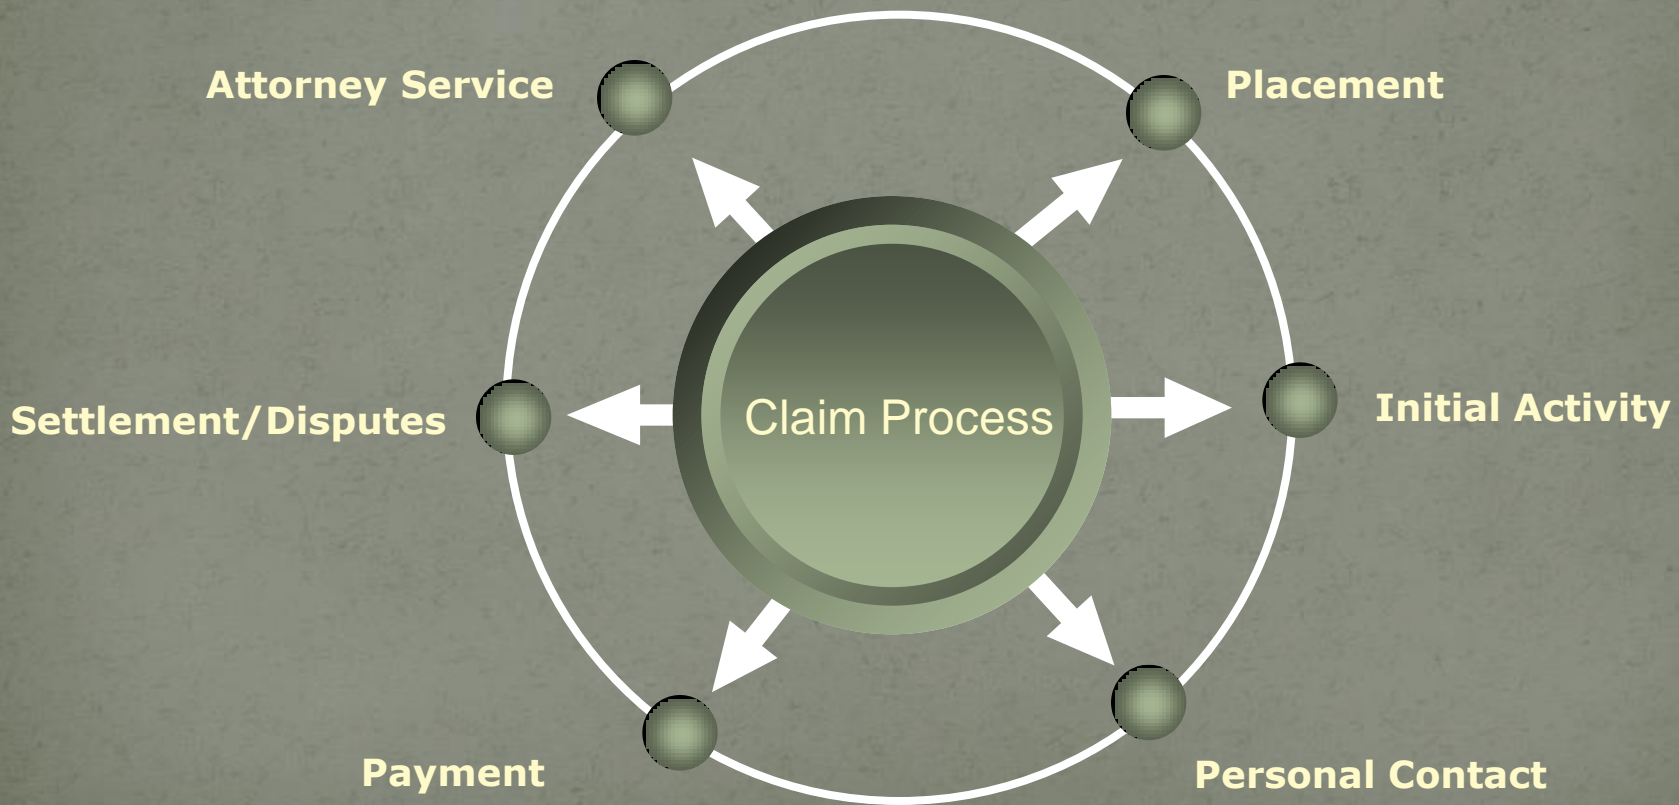 Attorney Service
Placement
Settlement/Disputes
Claim Process
Initial Activity
Payment
Personal Contact